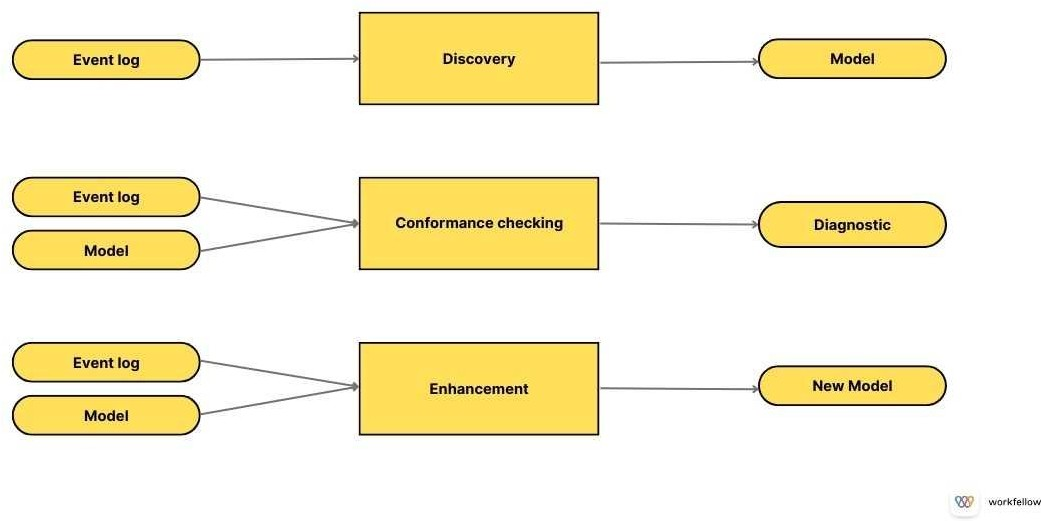 Event log
Discovery
Model
Event log
Model
Conformance checking
Diagnostic
Event log
Model
Enhancement
New Model
workfellow